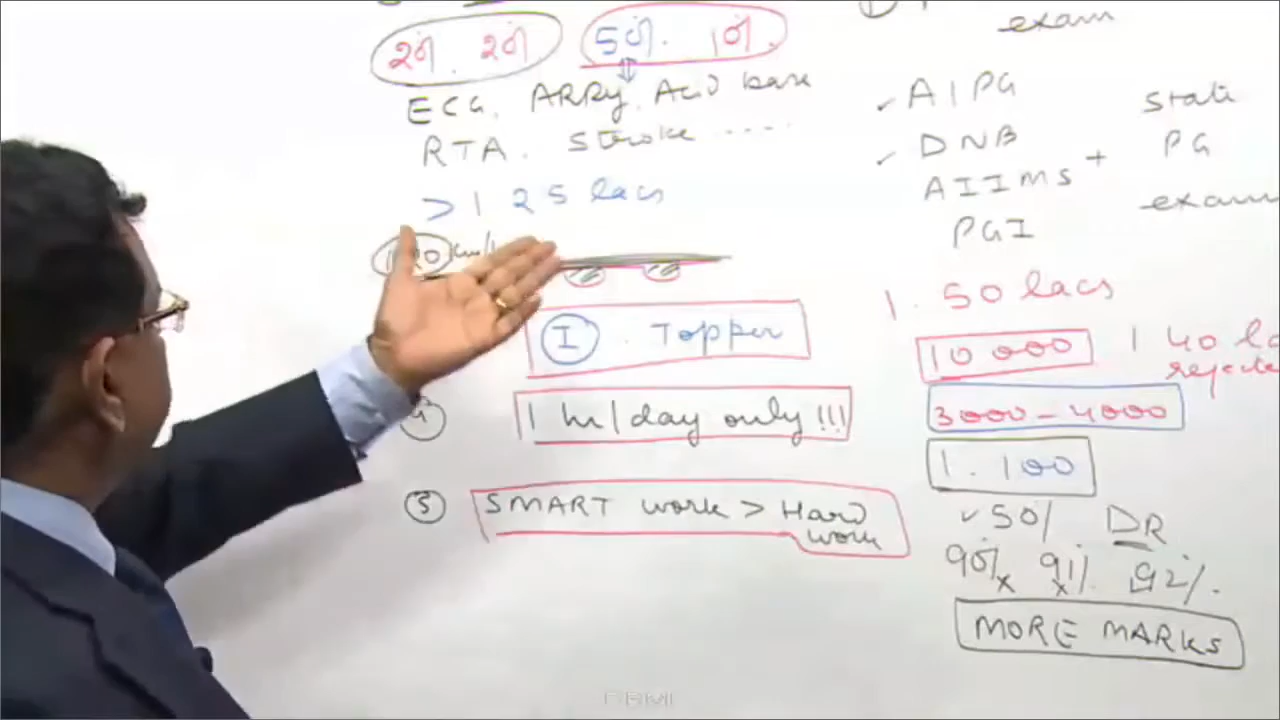 20%. 20% 50%. 10%.
ECG. ARRY. ACID base
RTA. Stroke .....
> 1 25 lacs
I . Topper
4 1 hr/day only !!!
5 SMART work > Hard
work
exam
✓ AIPG
✓ DNB
AIIMS +
PGI
State
PG
exam
1. 50 lacs
10 000 1 40 la
rejecte
3000 - 4000
1. 100
✓ 50% DR
90% x 91% x 92%.
MORE MARKS